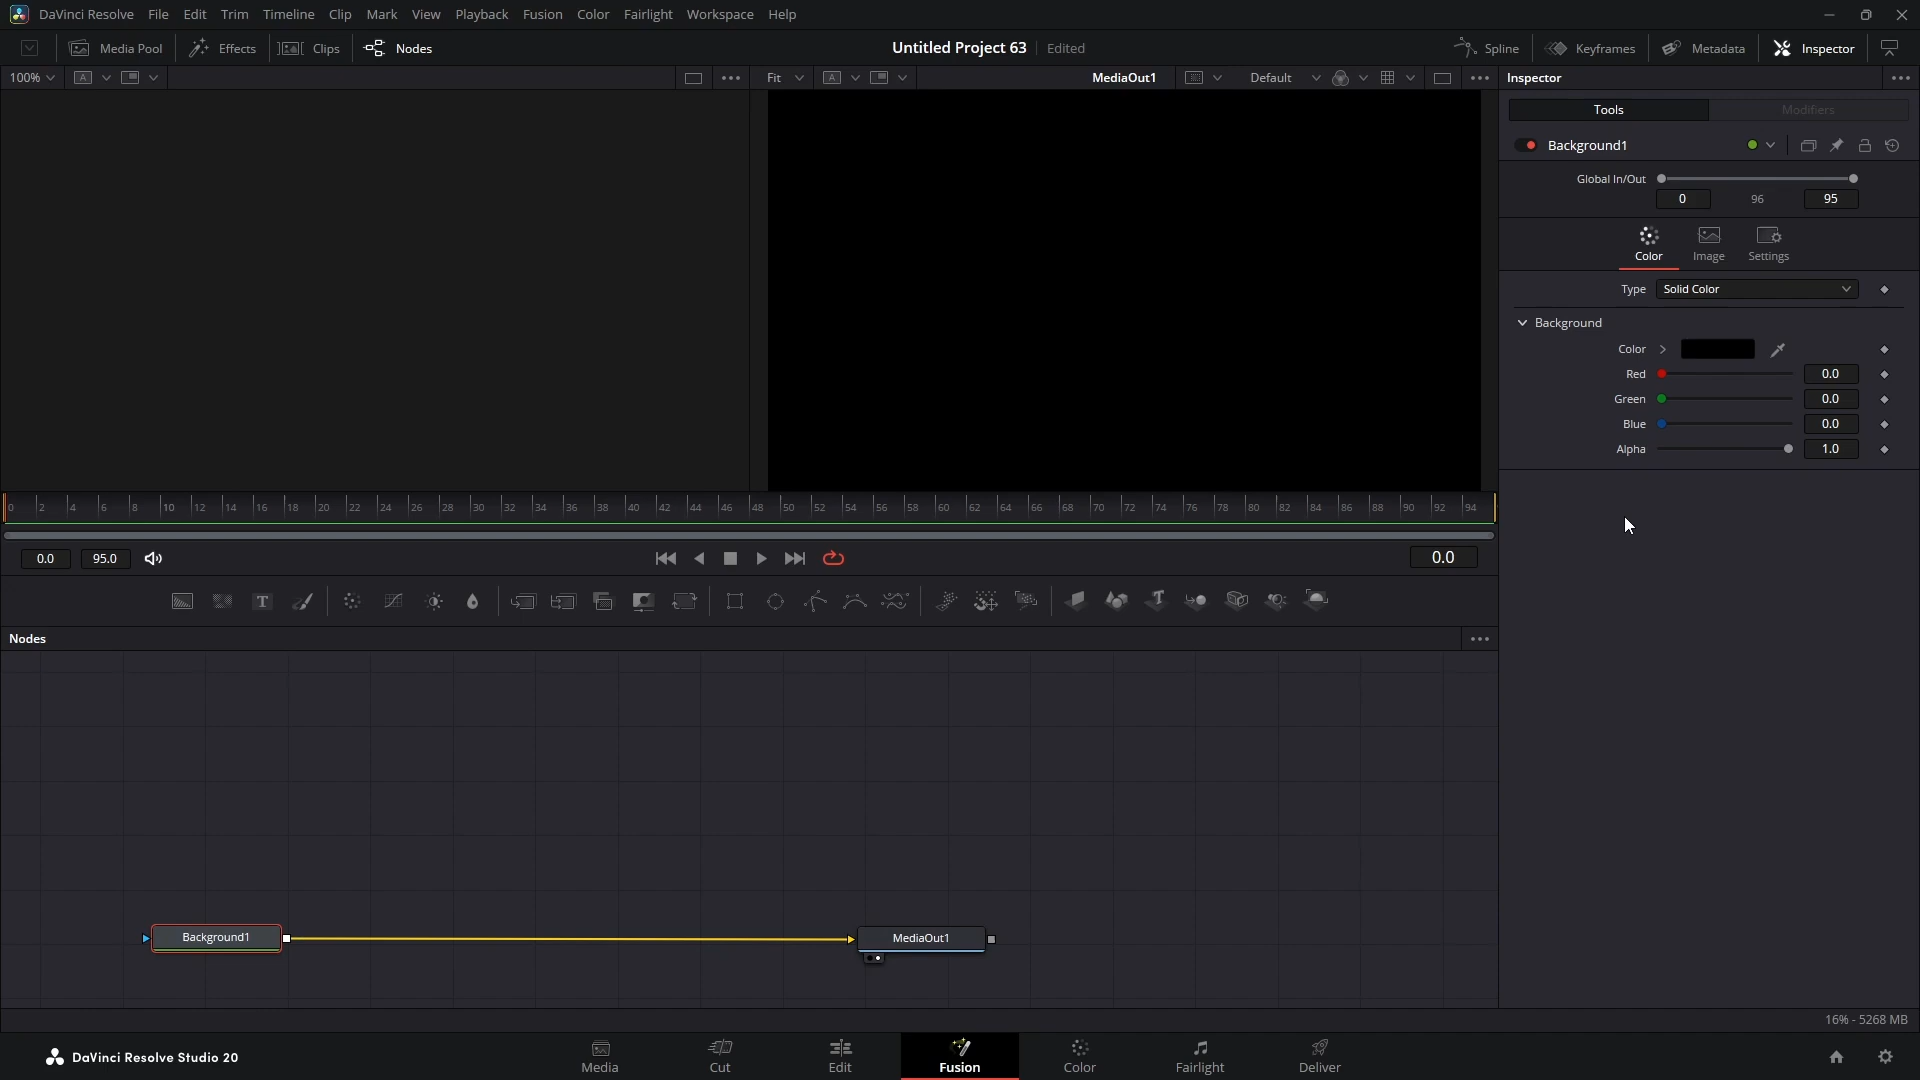 DaVinci Resolve File Edit Trim Timeline Clip Mark View Playback Fusion Color Fairlight Workspace Help
Media Pool Effects Clips Nodes Untitled Project 63 Edited Spline Keyframes Metadata Inspector
100% A Fit A MediaOut1 Default Inspector
Tools Modifiers
Background1
Global In/Out
0 96 95
Color Image Settings
Type Solid Color
Background
Color
Red 0.0
Green 0.0
Blue 0.0
Alpha 1.0
0 2 4 6 8 10 12 14 16 18 20 22 24 26 28 30 32 34 36 38 40 42 44 46 48 50 52 54 56 58 60 62 64 66 68 70 72 74 76 78 80 82 84 86 88 90 92 94
0.0 95.0 0.0
T
Nodes
Background1 MediaOut1
16% - 5268 MB
DaVinci Resolve Studio 20 Media Cut Edit Fusion Color Fairlight Deliver